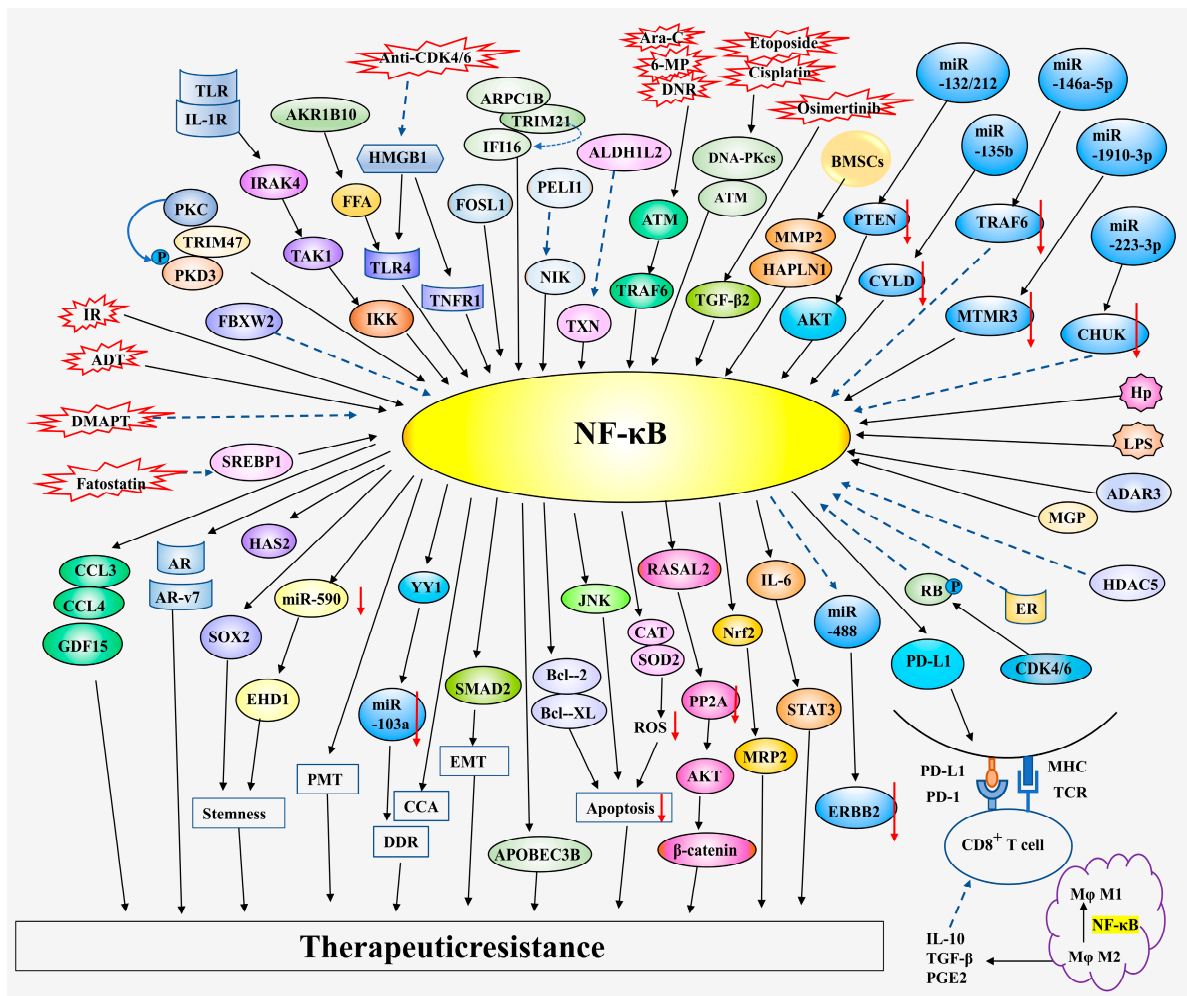 Ara-C
6-MP
DNR
Etoposide
Cisplatin
Anti-CDK4/6
Osimertinib
miR
-132/212
miR
-146a-5p
TLR
IL-1R
AKR1B10
ARPC1B
TRIM21
IFI16
HMGB1
ALDH1L2
DNA-PKcs
ATM
BMSCs
miR
-135b
miR
-1910-3p
IRAK4
FFA
FOSL1
PELI1
PKC
TRIM47
P
PKD3
TAK1
TLR4
TNFR1
NIK
ATM
MMP2
HAPLN1
PTEN
TRAF6
miR
-223-3p
IR
FBXW2
IKK
TXN
TRAF6
TGF-β2
AKT
CYLD
MTMR3
CHUK
ADT
DMAPT
Fatostatin
SREBP1
NF-κB
Hp
LPS
ADAR3
MGP
HDAC5
CCL3
CCL4
GDF15
AR
AR-v7
HAS2
miR-590
SOX2
EHD1
YY1
miR
-103a
SMAD2
EMT
Bcl--2
Bcl--XL
JNK
CAT
SOD2
ROS
RASAL2
PP2A
AKT
β-catenin
Nrf2
MRP2
IL-6
STAT3
miR
-488
ERBB2
RB
P
ER
PD-L1
CDK4/6
Stemness
PMT
CCA
DDR
APOBEC3B
Apoptosis
PD-L1
PD-1
MHC
TCR
CD8+ T cell
Mφ M1
NF-κB
Mφ M2
IL-10
TGF-β
PGE2
Therapeuticresistance